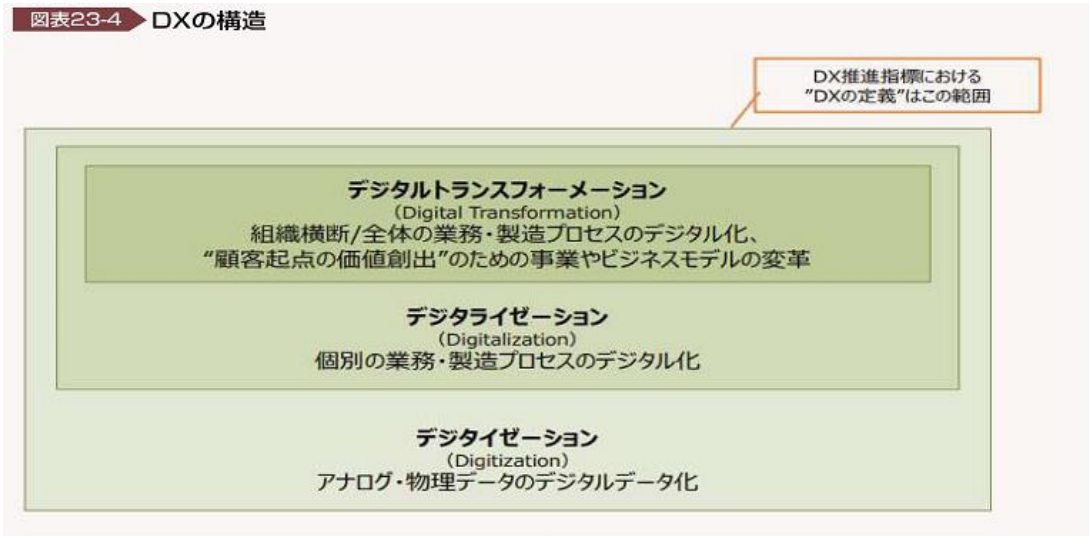 図表23-4 DXの構造
DX推進指標における
”DXの定義”はこの範囲
デジタルトランスフォーメーション
(Digital Transformation)
組織横断/全体の業務・製造プロセスのデジタル化、
“顧客起点の価値創出”のための事業やビジネスモデルの変革
デジタライゼーション
(Digitalization)
個別の業務・製造プロセスのデジタル化
デジタイゼーション
(Digitization)
アナログ・物理データのデジタルデータ化